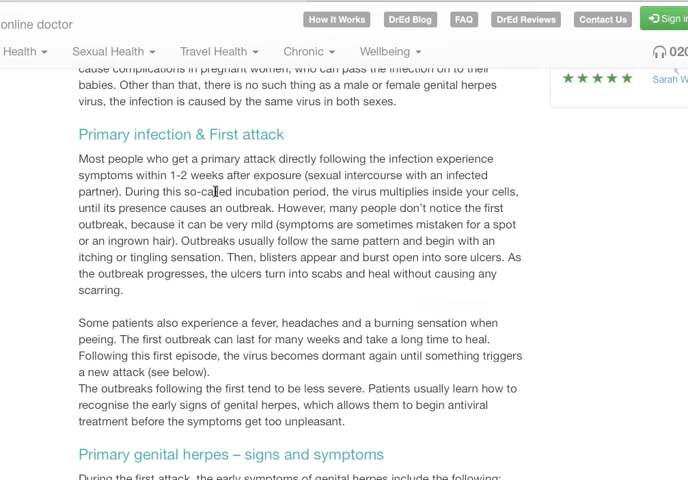 online doctor
How It Works
DrEd Blog
FAQ
DrEd Reviews
Contact Us
Sign in
Health
Sexual Health
Travel Health
Chronic
Wellbeing
020
cause complications in pregnant women, who can pass the infection on to their
babies. Other than that, there is no such thing as a male or female genital herpes
virus, the infection is caused by the same virus in both sexes.
Sarah W
Primary infection & First attack
Most people who get a primary attack directly following the infection experience
symptoms within 1-2 weeks after exposure (sexual intercourse with an infected
partner). During this so-called incubation period, the virus multiplies inside your cells,
until its presence causes an outbreak. However, many people don't notice the first
outbreak, because it can be very mild (symptoms are sometimes mistaken for a spot
or an ingrown hair). Outbreaks usually follow the same pattern and begin with an
itching or tingling sensation. Then, blisters appear and burst open into sore ulcers. As
the outbreak progresses, the ulcers turn into scabs and heal without causing any
scarring.
Some patients also experience a fever, headaches and a burning sensation when
peeing. The first outbreak can last for many weeks and take a long time to heal.
Following this first episode, the virus becomes dormant again until something triggers
a new attack (see below).
The outbreaks following the first tend to be less severe. Patients usually learn how to
recognise the early signs of genital herpes, which allows them to begin antiviral
treatment before the symptoms get too unpleasant.
Primary genital herpes – signs and symptoms
During the first attack, the early symptoms of genital herpes include the following: